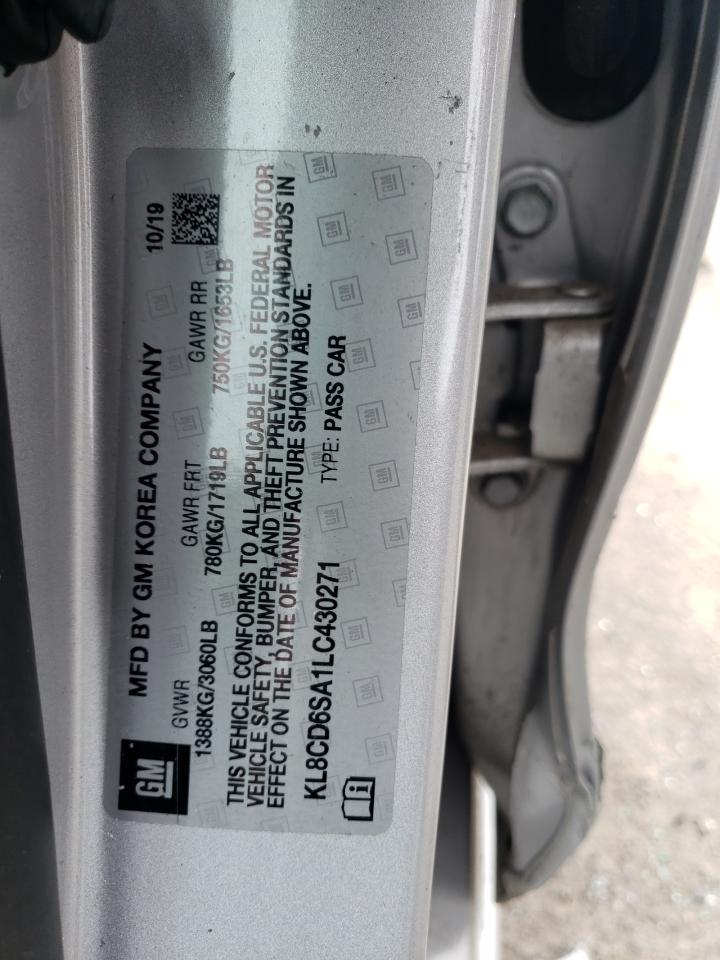 GM
MFD BY GM KOREA COMPANY
10/19
GVWR GAWR FRT GAWR RR
1388KG/3060LB 780KG/1719LB 750KG/1653LB
THIS VEHICLE CONFORMS TO ALL APPLICABLE U.S. FEDERAL MOTOR
VEHICLE SAFETY, BUMPER, AND THEFT PREVENTION STANDARDS IN
EFFECT ON THE DATE OF MANUFACTURE SHOWN ABOVE.
KL8CD6SA1LC430271 TYPE: PASS CAR